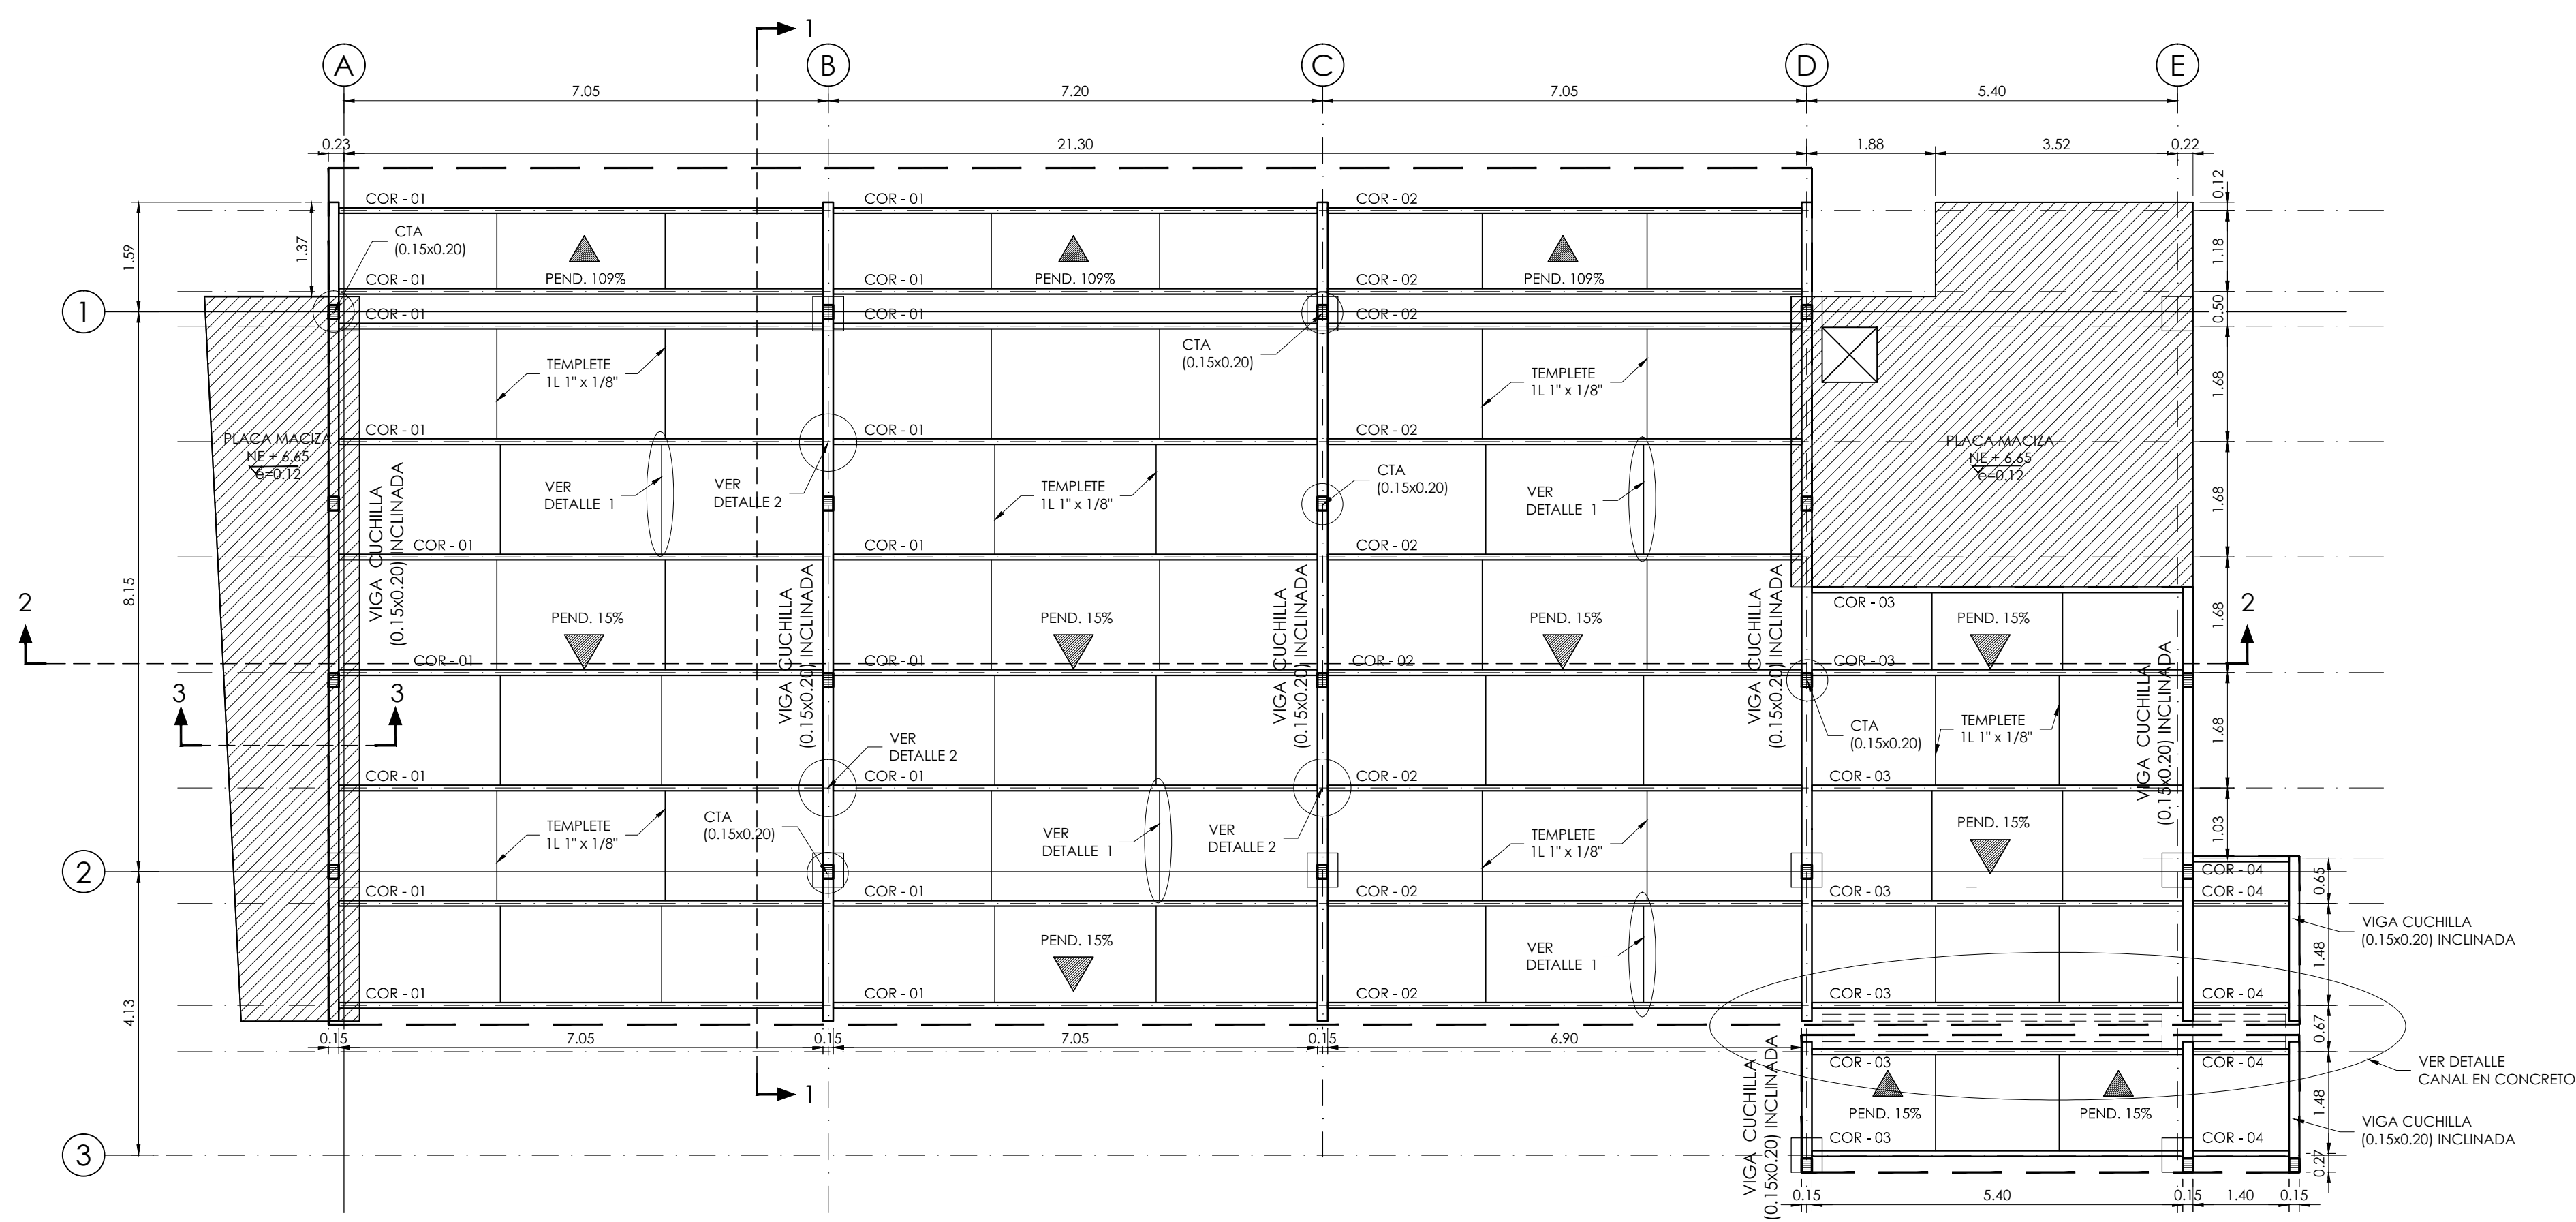 1
A
B
C
D
E
7.05
7.20
7.05
5.40
0.23
21.30
1.88
3.52
0.22
0.12
COR - 01
COR - 01
COR - 02
1.59
1.37
CTA
(0.15x0.20)
1.18
PEND. 109%
PEND. 109%
PEND. 109%
COR - 01
COR - 01
COR - 02
1
0.50
COR - 01
COR - 01
COR - 02
CTA
(0.15x0.20)
TEMPLETE
1L 1" x 1/8"
TEMPLETE
1L 1" x 1/8"
1.68
COR - 01
COR - 01
COR - 02
PLACA MACIZA
NE + 6.65
e=0.12
PLACA MACIZA
NE + 6.65
e=0.12
VIGA CUCHILLA
(0.15x0.20) INCLINADA
VER
DETALLE 1
VER
DETALLE 2
TEMPLETE
1L 1" x 1/8"
CTA
(0.15x0.20)
VER
DETALLE 1
1.68
COR - 01
COR - 01
COR - 02
8.15
2
VIGA CUCHILLA
(0.15x0.20) INCLINADA
VIGA CUCHILLA
(0.15x0.20) INCLINADA
VIGA CUCHILLA
(0.15x0.20) INCLINADA
COR - 03
2
1.68
PEND. 15%
PEND. 15%
PEND. 15%
PEND. 15%
COR - 01
COR - 01
COR - 02
COR - 03
3
3
VIGA CUCHILLA
(0.15x0.20) INCLINADA
VER
DETALLE 2
CTA
(0.15x0.20)
TEMPLETE
1L 1" x 1/8"
1.68
COR - 01
COR - 01
COR - 02
COR - 03
TEMPLETE
1L 1" x 1/8"
CTA
(0.15x0.20)
VER
DETALLE 1
VER
DETALLE 2
TEMPLETE
1L 1" x 1/8"
PEND. 15%
1.03
2
COR - 04
0.65
COR - 01
COR - 01
COR - 02
COR - 03
COR - 04
VIGA CUCHILLA
(0.15x0.20) INCLINADA
PEND. 15%
VER
DETALLE 1
1.48
COR - 01
COR - 01
COR - 02
COR - 03
COR - 04
4.13
0.15
7.05
0.15
7.05
0.15
6.90
0.67
VIGA CUCHILLA
(0.15x0.20) INCLINADA
COR - 03
COR - 04
VER DETALLE
CANAL EN CONCRETO
1
PEND. 15%
PEND. 15%
1.48
VIGA CUCHILLA
(0.15x0.20) INCLINADA
COR - 03
COR - 04
3
0.27
0.15
5.40
0.15
1.40
0.15